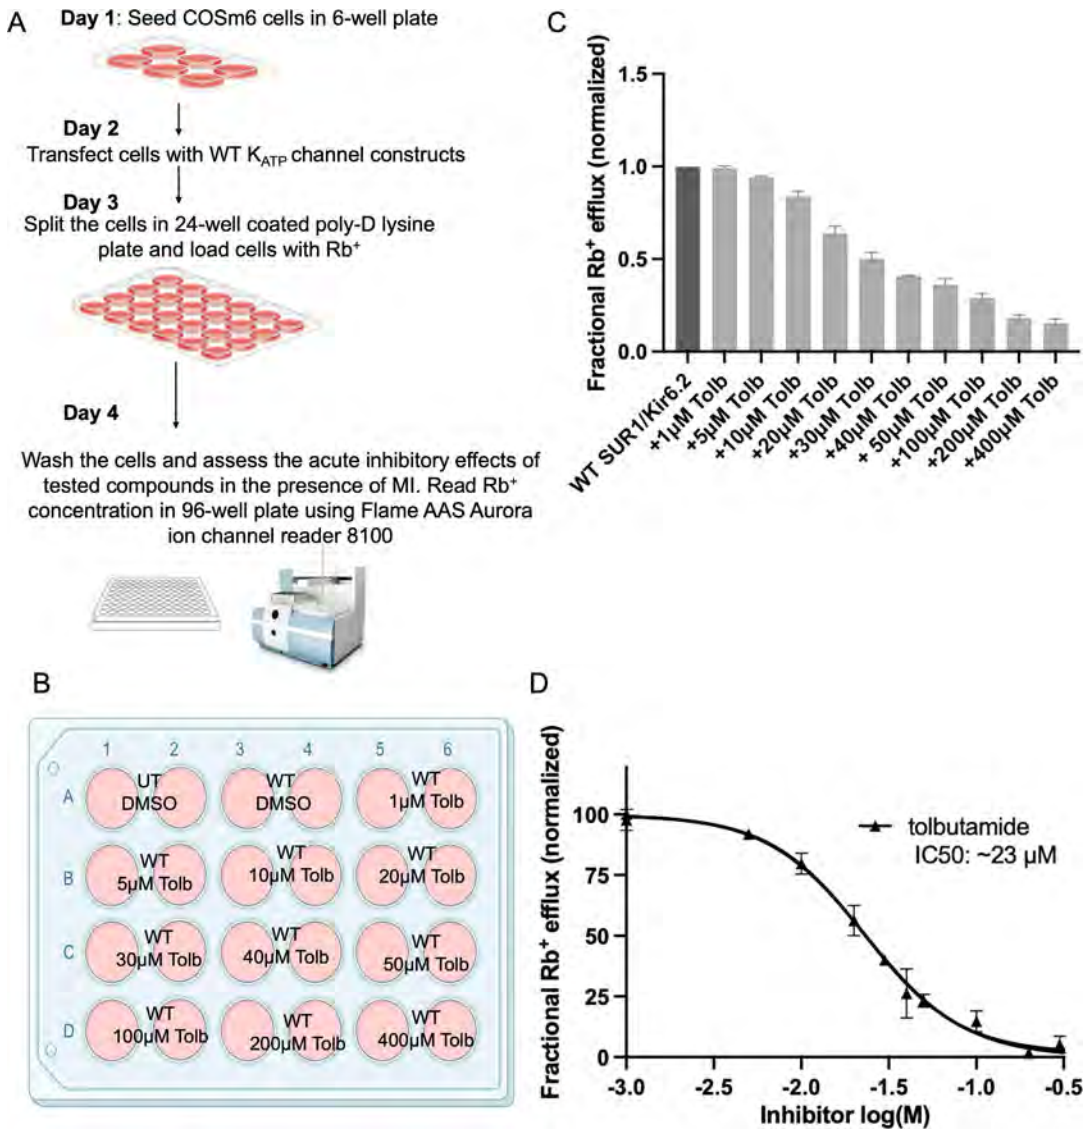 A
Day 1: Seed COSm6 cells in 6-well plate
Day 2
Transfect cells with WT KATP channel constructs
Day 3
Split the cells in 24-well coated poly-D lysine
plate and load cells with Rb⁺
Day 4
Wash the cells and assess the acute inhibitory effects of
tested compounds in the presence of MI. Read Rb⁺
concentration in 96-well plate using Flame AAS Aurora
ion channel reader 8100
C
Fractional Rb⁺ efflux (normalized)
1.5
1.0
0.5
0.0
WT SUR1/Kir6.2
+1µM Tolb
+5µM Tolb
+10µM Tolb
+20µM Tolb
+30µM Tolb
+40µM Tolb
+ 50µM Tolb
+100µM Tolb
+200µM Tolb
+400µM Tolb
B
1 2 3 4 5 6
A
UT
DMSO
WT
DMSO
WT
1µM Tolb
B
WT
5µM Tolb
WT
10µM Tolb
WT
20µM Tolb
C
WT
30µM Tolb
WT
40µM Tolb
WT
50µM Tolb
D
WT
100µM Tolb
WT
200µM Tolb
WT
400µM Tolb
D
Fractional Rb⁺ efflux (normalized)
100
75
50
25
0
tolbutamide
IC50: ~23 µM
-3.0 -2.5 -2.0 -1.5 -1.0 -0.5
Inhibitor log(M)